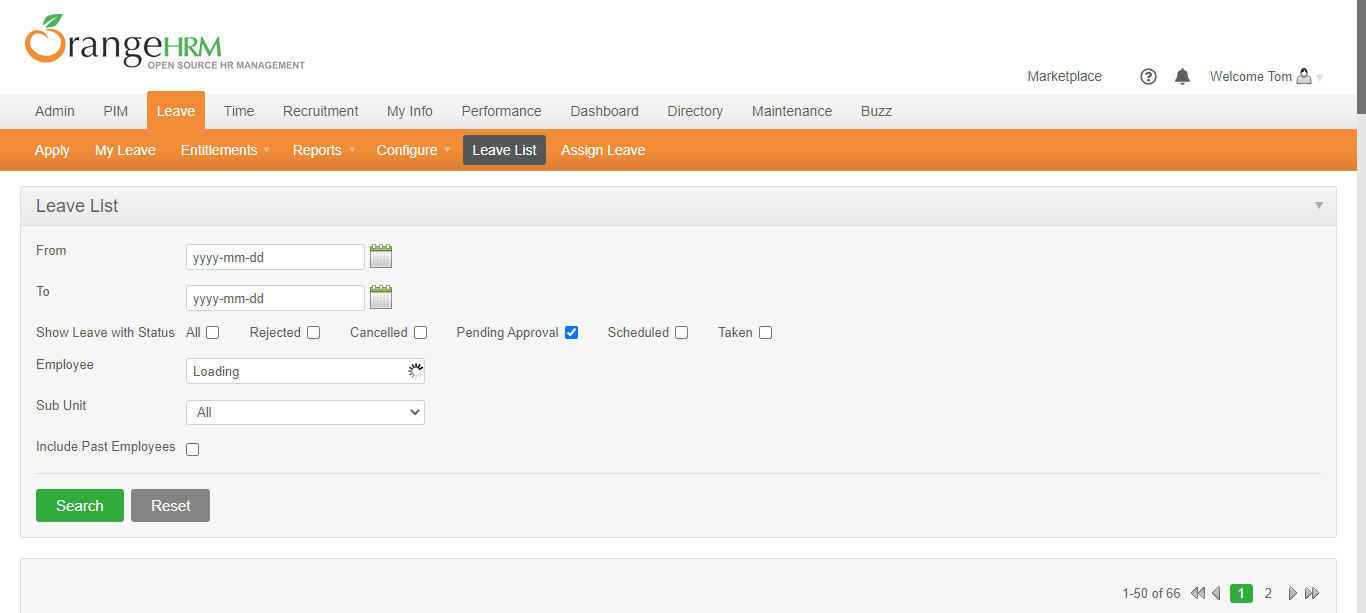 OrangeHRM
OPEN SOURCE HR MANAGEMENT
Marketplace ? Welcome Tom
Admin PIM Leave Time Recruitment My Info Performance Dashboard Directory Maintenance Buzz
Apply My Leave Entitlements Reports Configure Leave List Assign Leave
Leave List
From yyyy-mm-dd
To yyyy-mm-dd
Show Leave with Status All Rejected Cancelled Pending Approval Scheduled Taken
Employee Loading
Sub Unit All
Include Past Employees
Search Reset
1-50 of 66 1 2